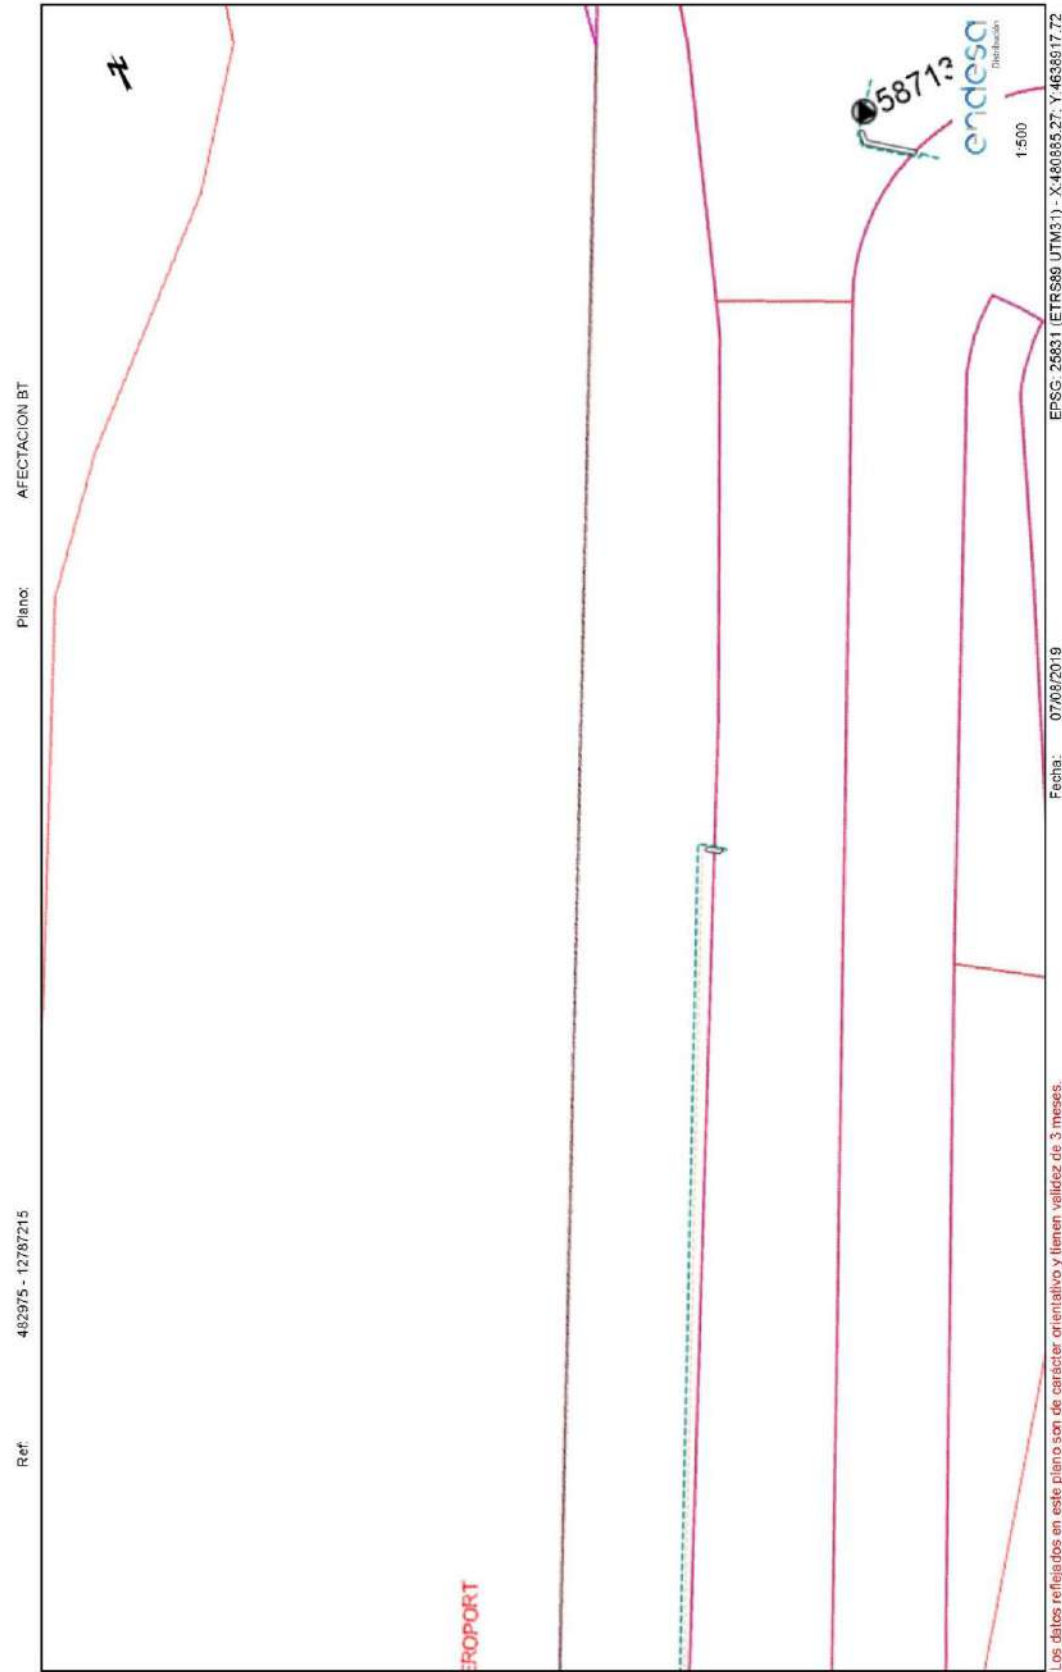 Ref: 482975 - 12787215 Plano: AFECTACION BT
EROPORT
58713
endesa
Distribución
1:500
Los datos reflejados en este plano son de carácter orientativo y tienen validez de 3 meses. Fecha: 07/08/2019 EPSG: 25831 (ETRS89 UTM31) - X:480885.27; Y:4638917.72